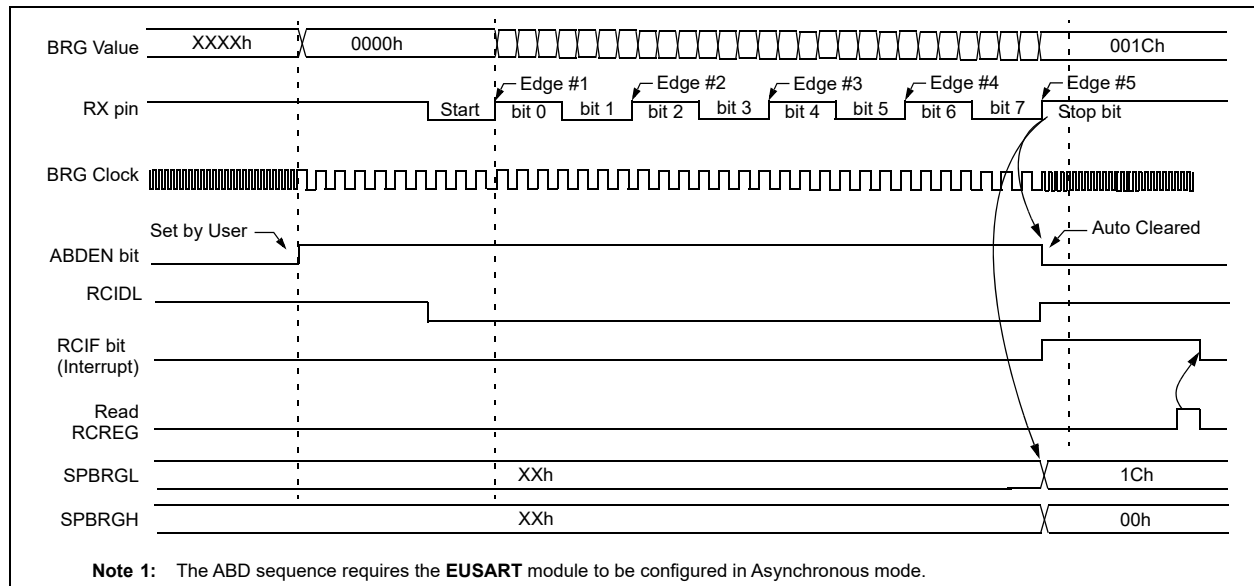 BRG Value
XXXXh
0000h
001Ch
RX pin
Start
Edge #1
bit 0
bit 1
Edge #2
bit 2
bit 3
Edge #3
bit 4
bit 5
Edge #4
bit 6
bit 7
Edge #5
Stop bit
BRG Clock
Set by User
Auto Cleared
ABDEN bit
RCIDL
RCIF bit
(Interrupt)
Read
RCREG
SPBRGL
XXh
1Ch
SPBRGH
XXh
00h
Note 1: The ABD sequence requires the EUSART module to be configured in Asynchronous mode.